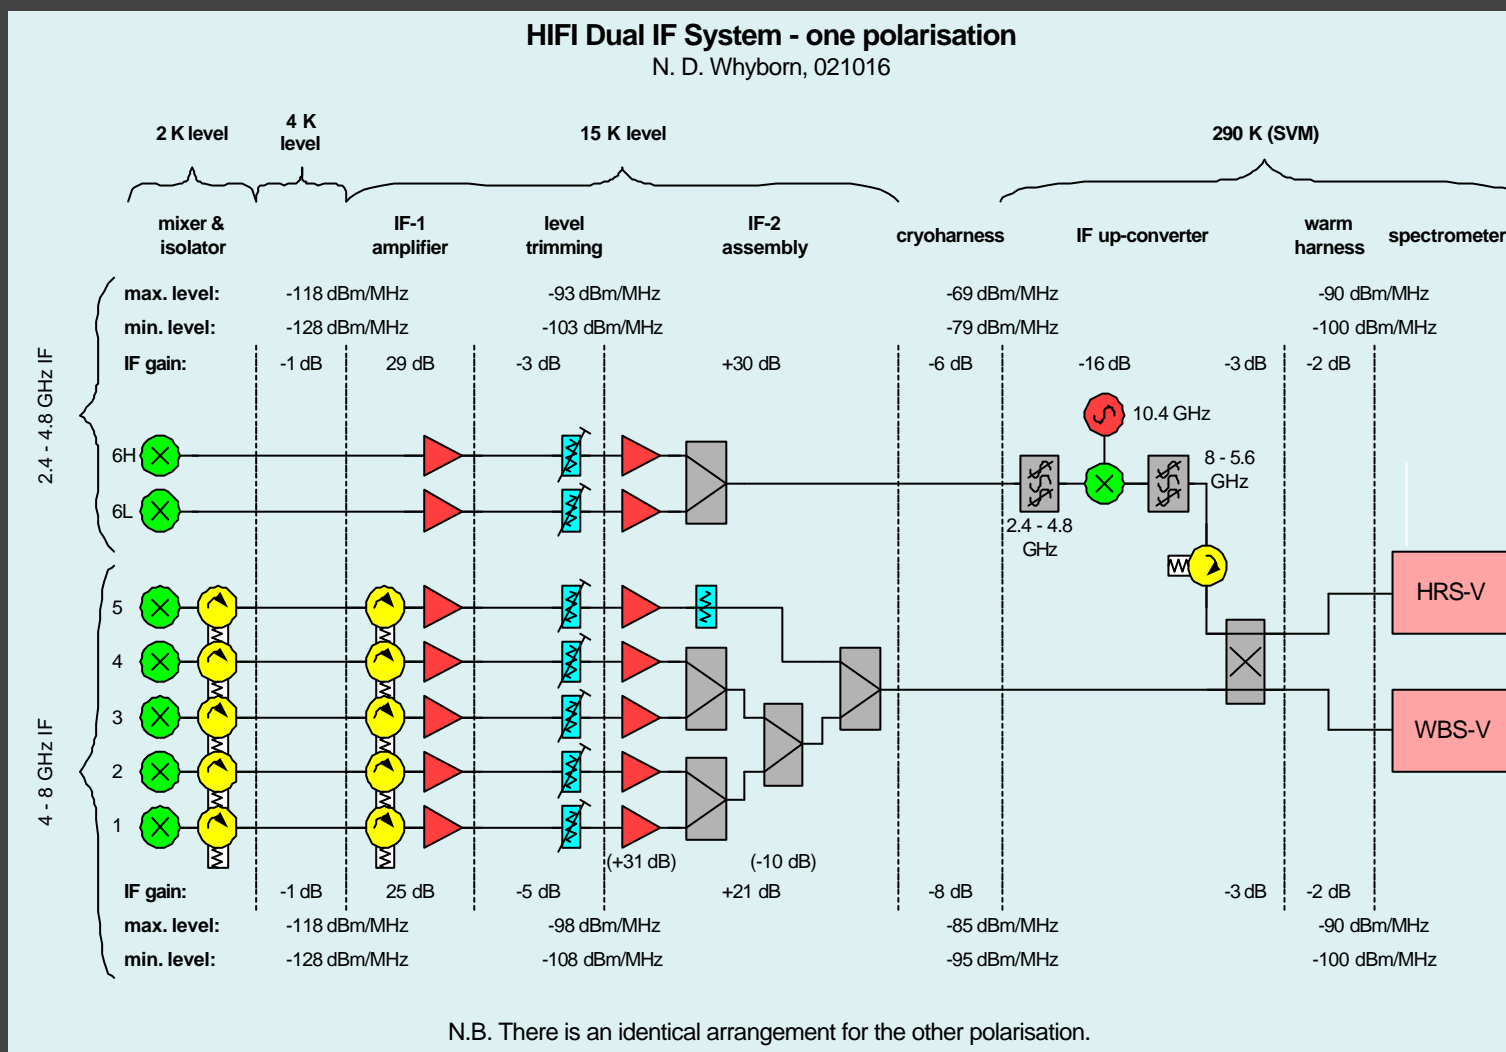 HIFI Dual IF System - one polarisation
N. D. Whyborn, 021016
2 K level
4 K
level
15 K level
290 K (SVM)
mixer &
isolator
IF-1
amplifier
level
trimming
IF-2
assembly
cryoharness
IF up-converter
warm
harness
spectrometer
2.4 - 4.8 GHz IF
max. level: -118 dBm/MHz -93 dBm/MHz -69 dBm/MHz -90 dBm/MHz
min. level: -128 dBm/MHz -103 dBm/MHz -79 dBm/MHz -100 dBm/MHz
IF gain: -1 dB 29 dB -3 dB +30 dB -6 dB -16 dB -3 dB -2 dB
10.4 GHz
6H
8 - 5.6
GHz
6L
2.4 - 4.8
GHz
4 - 8 GHz IF
5
HRS-V
4
3
WBS-V
2
1
(+31 dB) (-10 dB)
IF gain: -1 dB 25 dB -5 dB +21 dB -8 dB -3 dB -2 dB
max. level: -118 dBm/MHz -98 dBm/MHz -85 dBm/MHz -90 dBm/MHz
min. level: -128 dBm/MHz -108 dBm/MHz -95 dBm/MHz -100 dBm/MHz
N.B. There is an identical arrangement for the other polarisation.